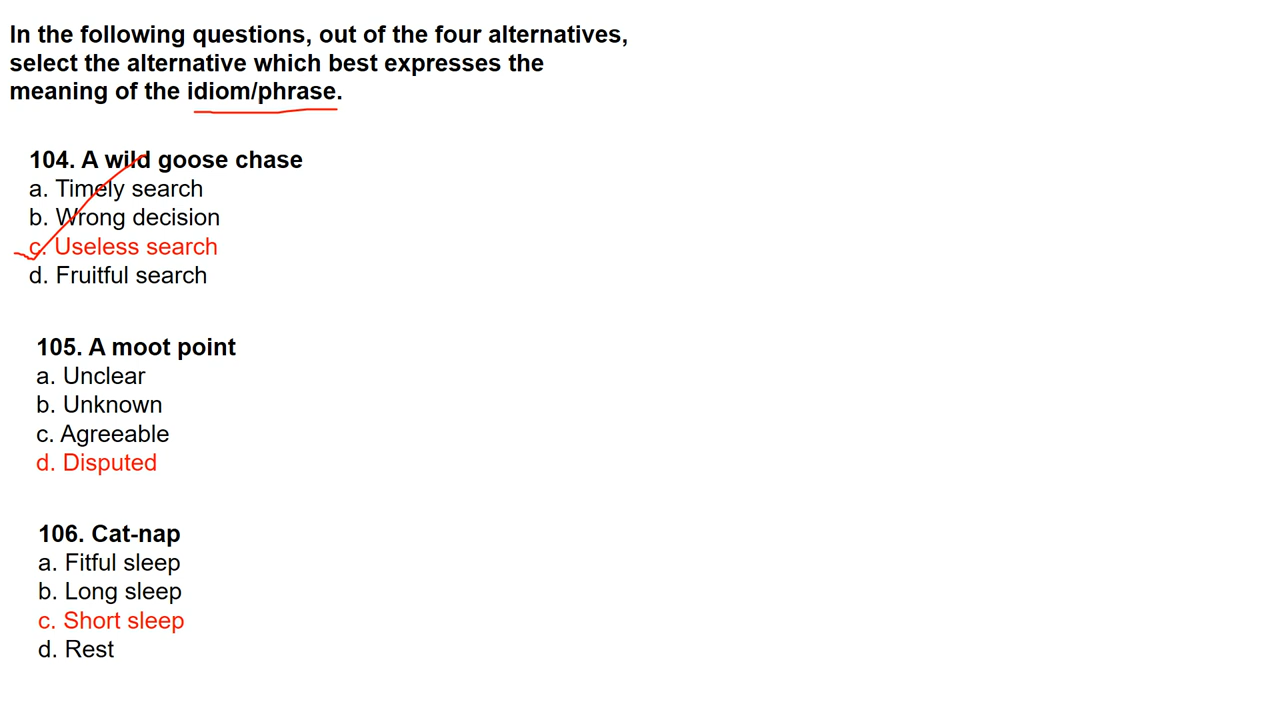 In the following questions, out of the four alternatives,
select the alternative which best expresses the
meaning of the idiom/phrase.
104. A wild goose chase
a. Timely search
b. Wrong decision
c. Useless search
d. Fruitful search
105. A moot point
a. Unclear
b. Unknown
c. Agreeable
d. Disputed
106. Cat-nap
a. Fitful sleep
b. Long sleep
c. Short sleep
d. Rest